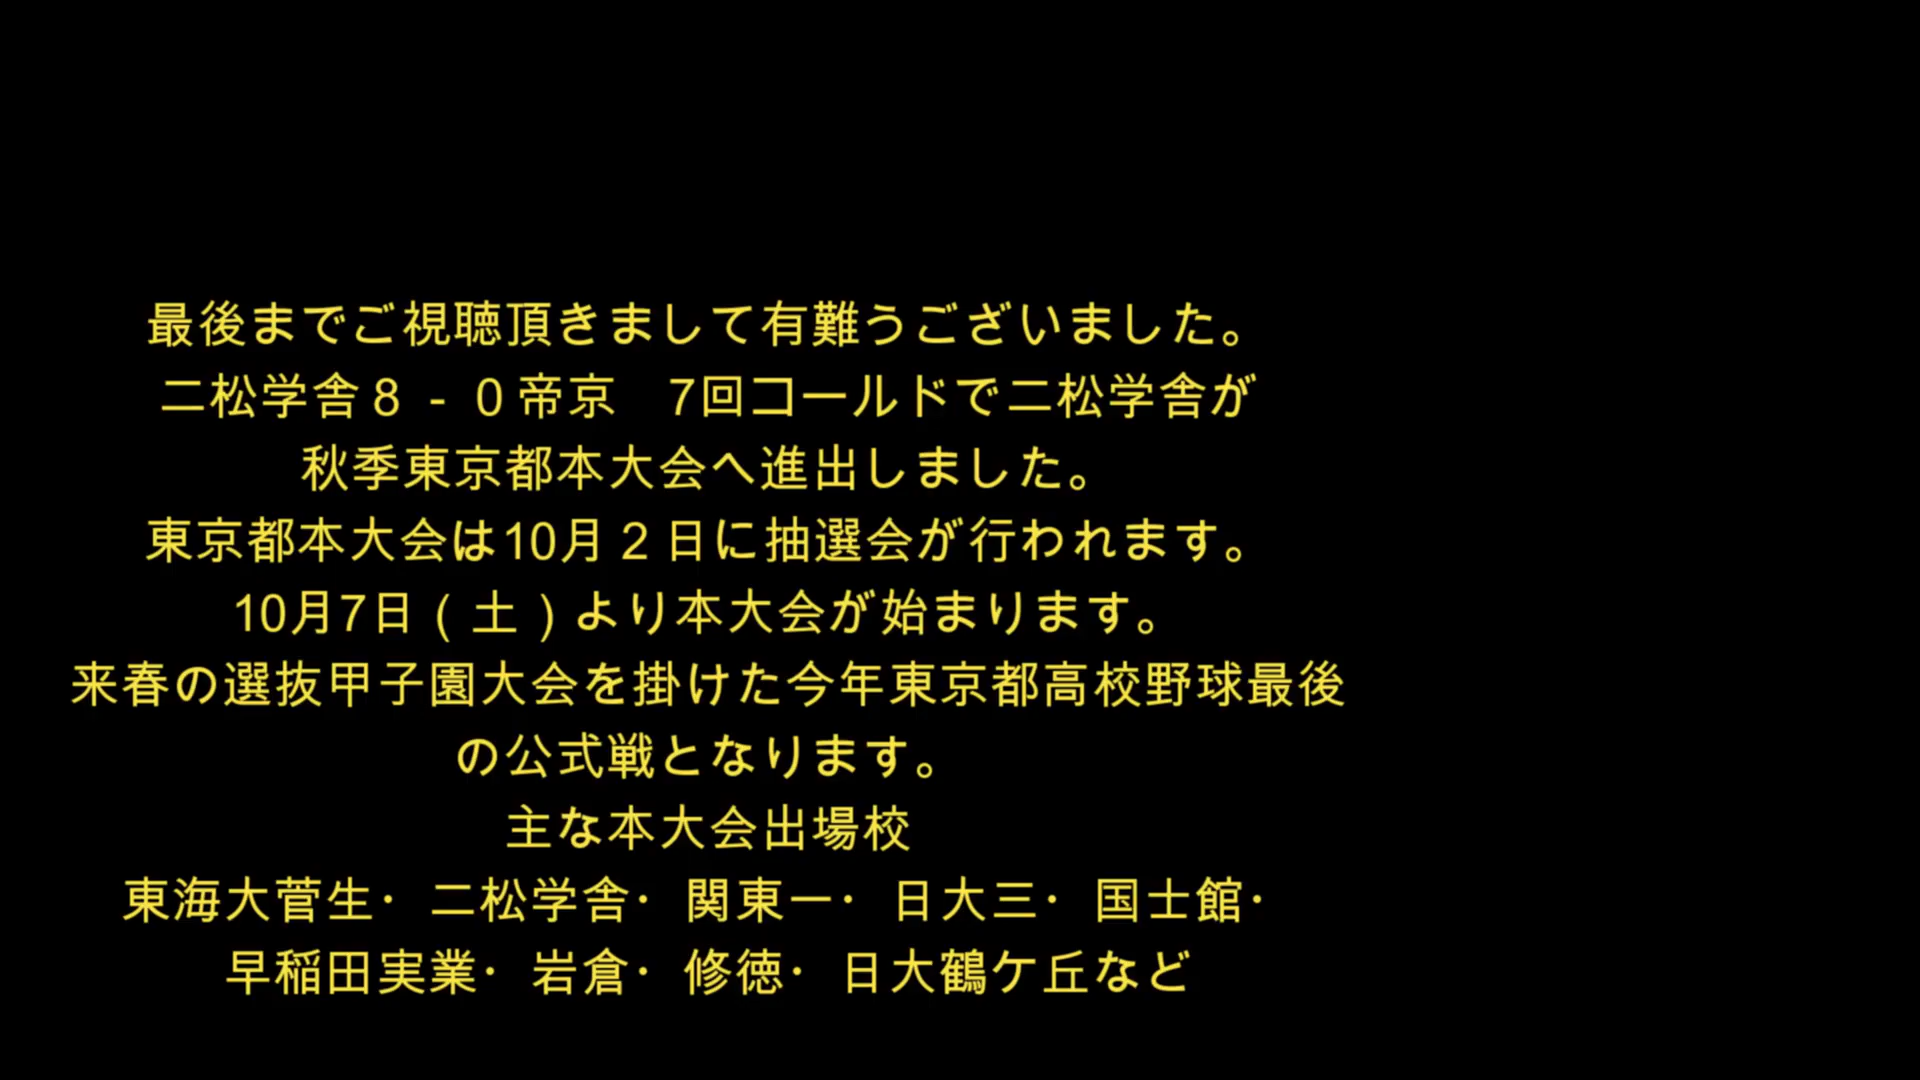 最後までご視聴頂きまして有難うございました。
二松学舎８ - ０帝京　7回コールドで二松学舎が
秋季東京都本大会へ進出しました。
東京都本大会は10月２日に抽選会が行われます。
10月7日（土）より本大会が始まります。
来春の選抜甲子園大会を掛けた今年東京都高校野球最後
の公式戦となります。
主な本大会出場校
東海大菅生・二松学舎・関東一・日大三・国士館・
早稲田実業・岩倉・修徳・日大鶴ケ丘など